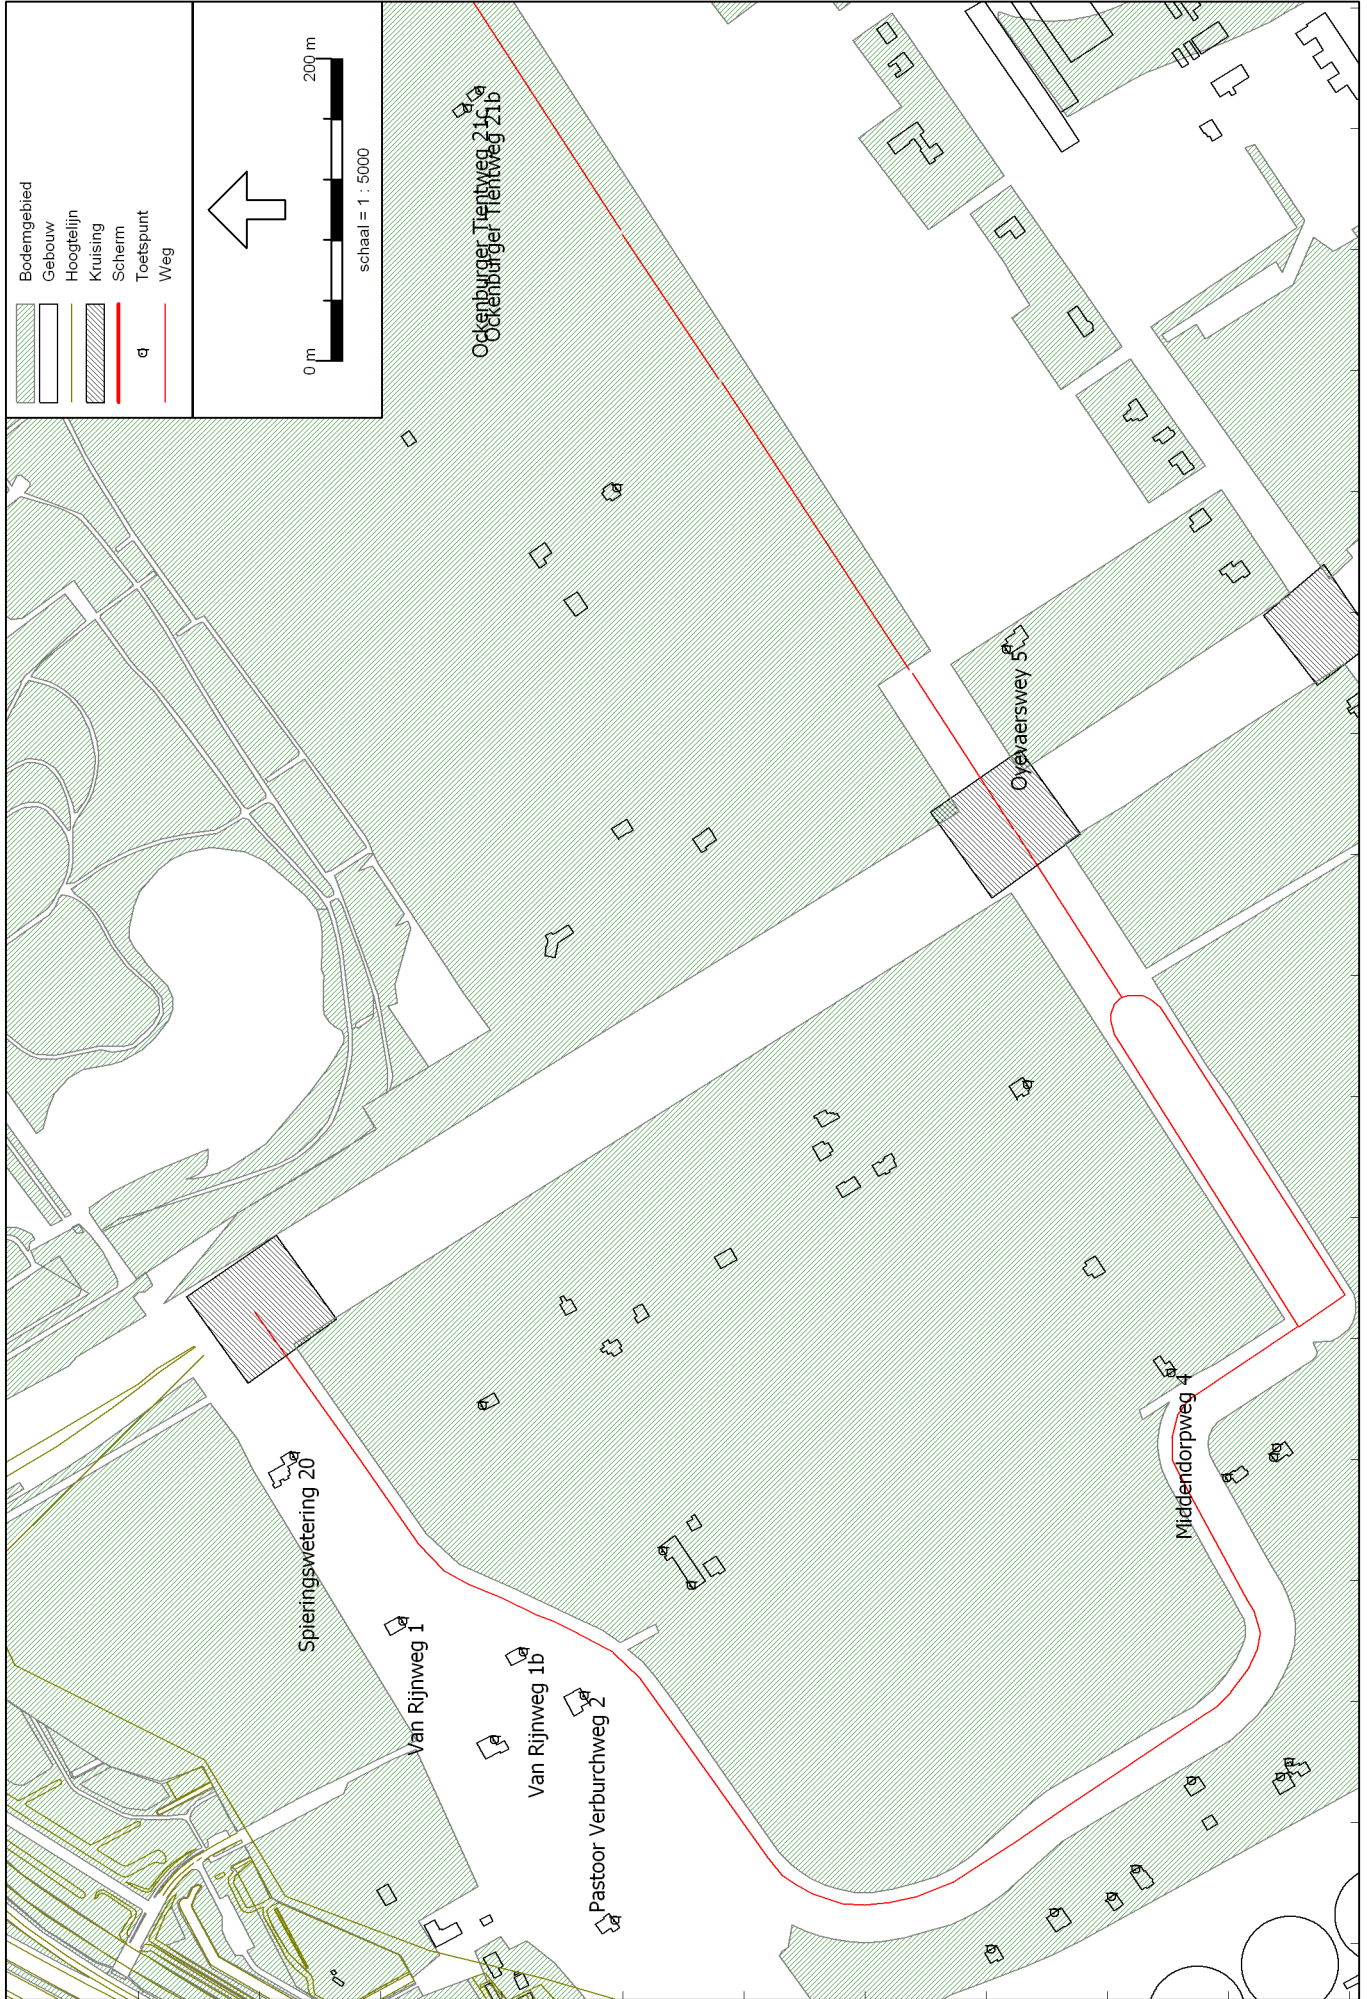 Bodemgebied
Gebouw
Hoogtelijn
Kruising
Scherm
Toetspunt
Weg
0 m
200 m
schaal = 1 : 5000
Ockenburger Tientweg 21c
Ockenburger Tientweg 21b
Oyevaerswey 5
Spieringswetering 20
Van Rijnweg 1
Van Rijnweg 1b
Pastoor Verburchweg 2
Middendorpweg 4